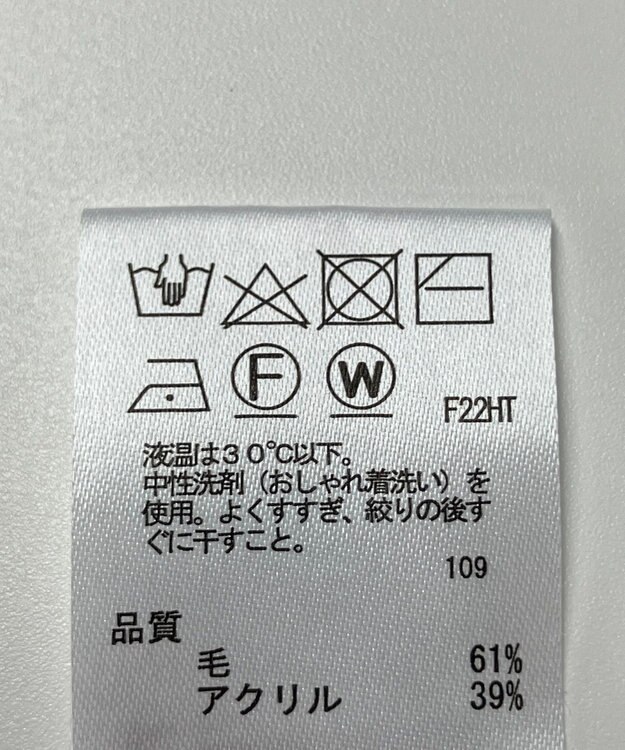 F W F22HT
液温は30℃以下。
中性洗剤（おしゃれ着洗い）を
使用。よくすすぎ、絞りの後す
ぐに干すこと。
109
品質
毛 61%
アクリル 39%